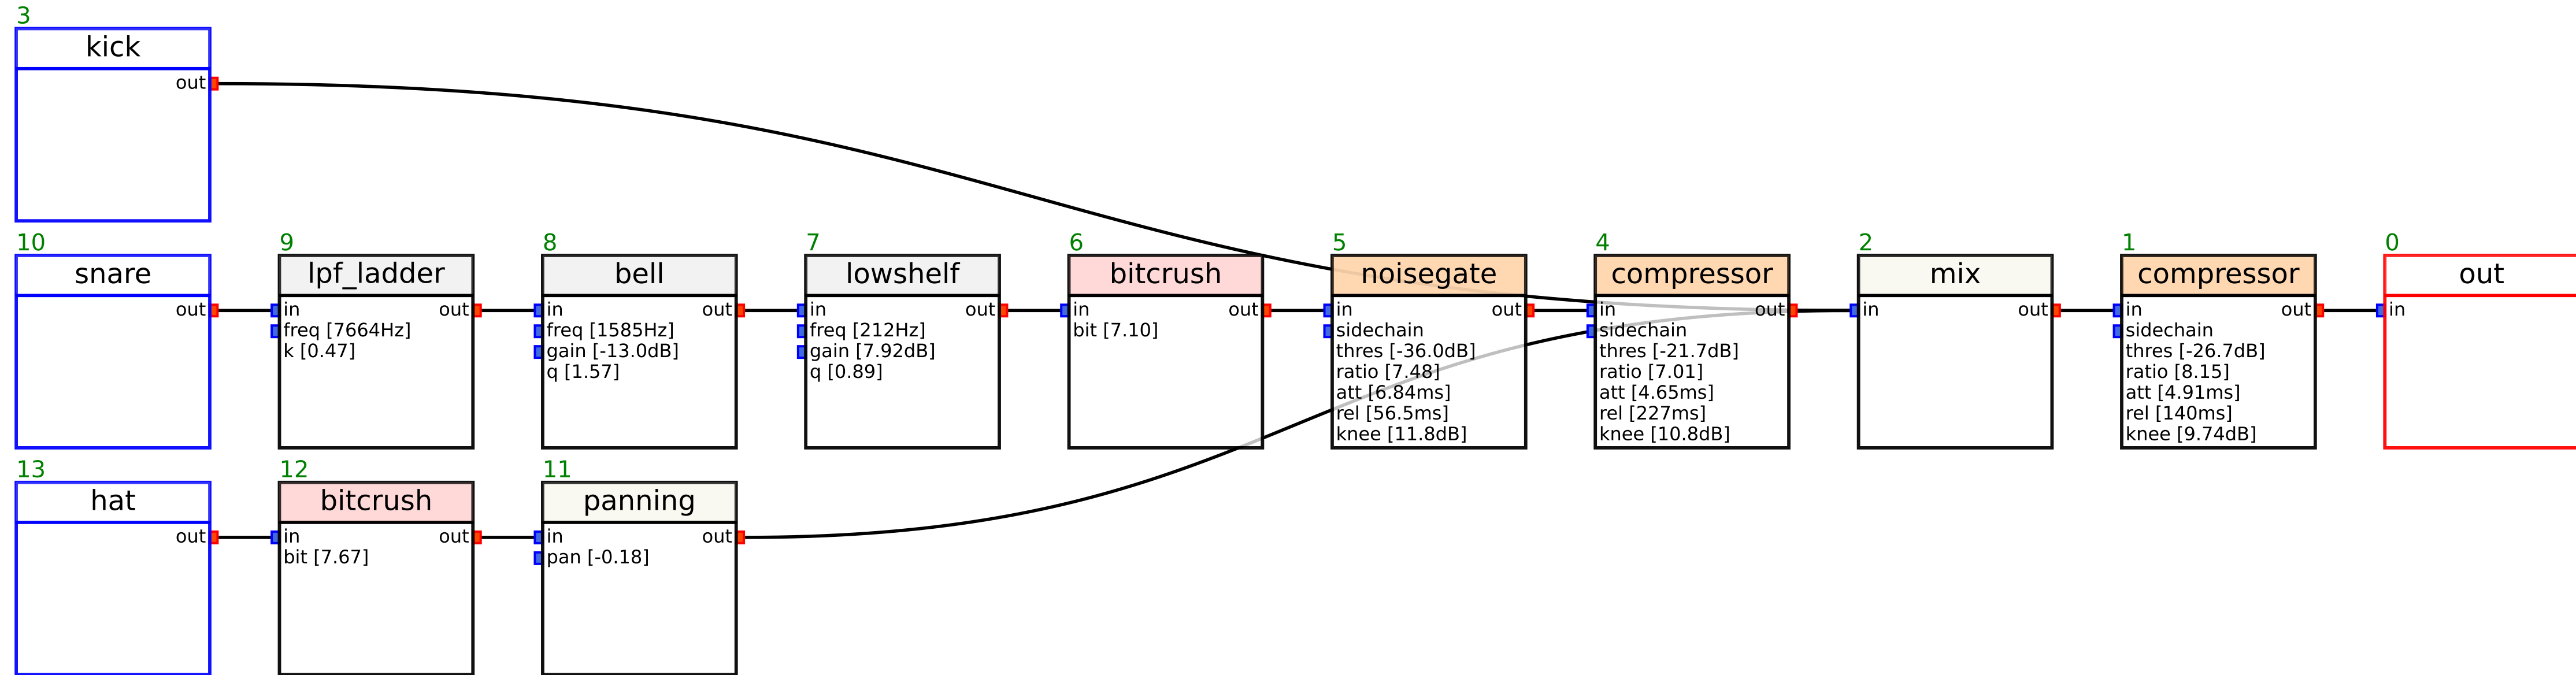 3
kick
out
10
snare
out
9
lpf_ladder
in out
freq [7664Hz]
k [0.47]
8
bell
in out
freq [1585Hz]
gain [-13.0dB]
q [1.57]
7
lowshelf
in out
freq [212Hz]
gain [7.92dB]
q [0.89]
6
bitcrush
in out
bit [7.10]
5
noisegate
in out
sidechain
thres [-36.0dB]
ratio [7.48]
att [6.84ms]
rel [56.5ms]
knee [11.8dB]
4
compressor
in out
sidechain
thres [-21.7dB]
ratio [7.01]
att [4.65ms]
rel [227ms]
knee [10.8dB]
2
mix
in out
1
compressor
in out
sidechain
thres [-26.7dB]
ratio [8.15]
att [4.91ms]
rel [140ms]
knee [9.74dB]
0
out
in
13
hat
out
12
bitcrush
in out
bit [7.67]
11
panning
in out
pan [-0.18]